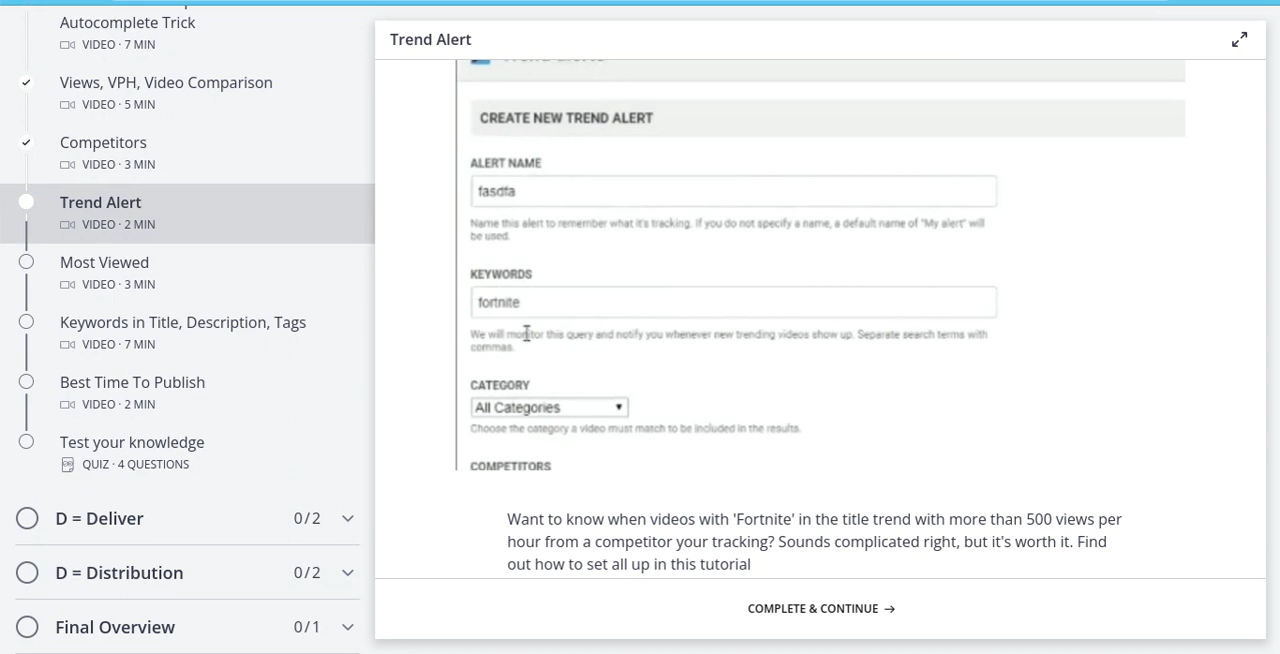 Autocomplete Trick
VIDEO · 7 MIN
Views, VPH, Video Comparison
VIDEO · 5 MIN
Competitors
VIDEO · 3 MIN
Trend Alert
VIDEO · 2 MIN
Most Viewed
VIDEO · 3 MIN
Keywords in Title, Description, Tags
VIDEO · 7 MIN
Best Time To Publish
VIDEO · 2 MIN
Test your knowledge
QUIZ · 4 QUESTIONS
D = Deliver 0/2
D = Distribution 0/2
Final Overview 0/1
Trend Alert
CREATE NEW TREND ALERT
ALERT NAME
fasdfa
Name this alert to remember what it's tracking. If you do not specify a name, a default name of "My alert" will
be used.
KEYWORDS
fortnite
We will monitor this query and notify you whenever new trending videos show up. Separate search terms with
commas.
CATEGORY
All Categories
Choose the category a video must match to be included in the results.
COMPETITORS
Want to know when videos with 'Fortnite' in the title trend with more than 500 views per
hour from a competitor your tracking? Sounds complicated right, but it's worth it. Find
out how to set all up in this tutorial
COMPLETE & CONTINUE →